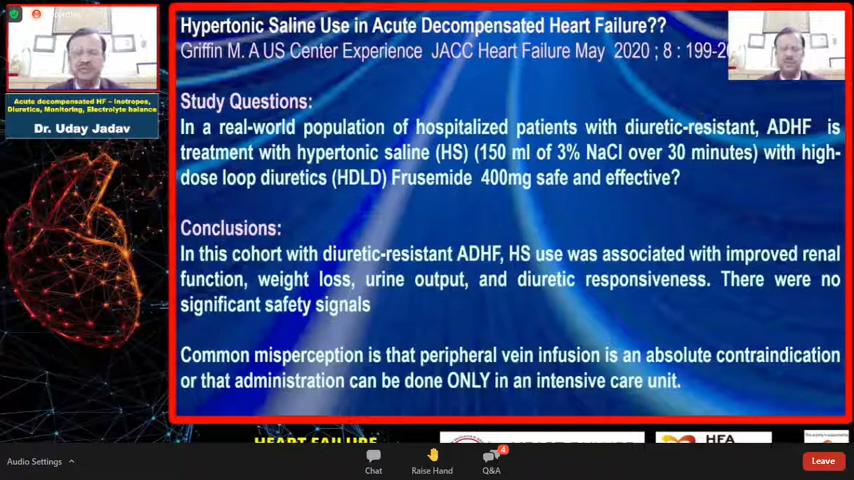 Hypertonic Saline Use in Acute Decompensated Heart Failure??
Griffin M. A US Center Experience JACC Heart Failure May 2020 ; 8 : 199-2
Study Questions:
In a real-world population of hospitalized patients with diuretic-resistant, ADHF is
treatment with hypertonic saline (HS) (150 ml of 3% NaCl over 30 minutes) with high-
dose loop diuretics (HDLD) Frusemide 400mg safe and effective?
Conclusions:
In this cohort with diuretic-resistant ADHF, HS use was associated with improved renal
function, weight loss, urine output, and diuretic responsiveness. There were no
significant safety signals
Common misperception is that peripheral vein infusion is an absolute contraindication
or that administration can be done ONLY in an intensive care unit.
Acute decompensated HF – inotropes,
Diuretics, Monitoring, Electrolyte balance
Dr. Uday Jadav
HEART FAILURE
HFA
Audio Settings
Chat
Raise Hand
4
Q&A
Leave